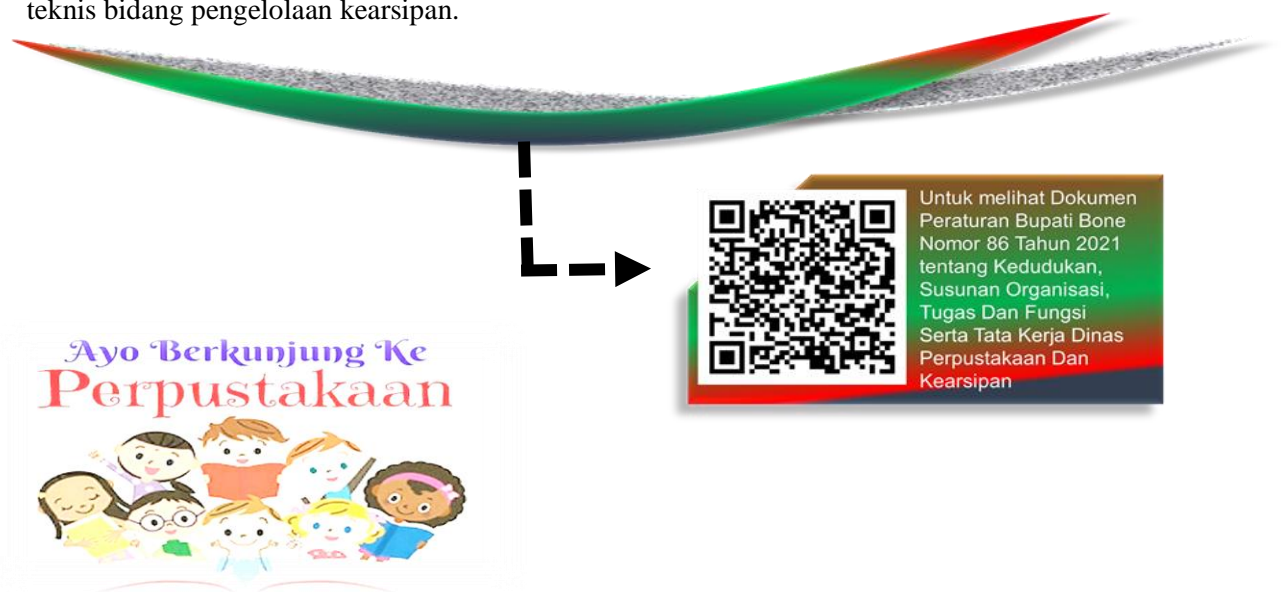 teknis bidang pengelolaan kearsipan.
Untuk melihat Dokumen
Peraturan Bupati Bone
Nomor 86 Tahun 2021
tentang Kedudukan,
Susunan Organisasi,
Tugas Dan Fungsi
Serta Tata Kerja Dinas
Perpustakaan Dan
Kearsipan
Ayo Berkunjung Ke
Perpustakaan